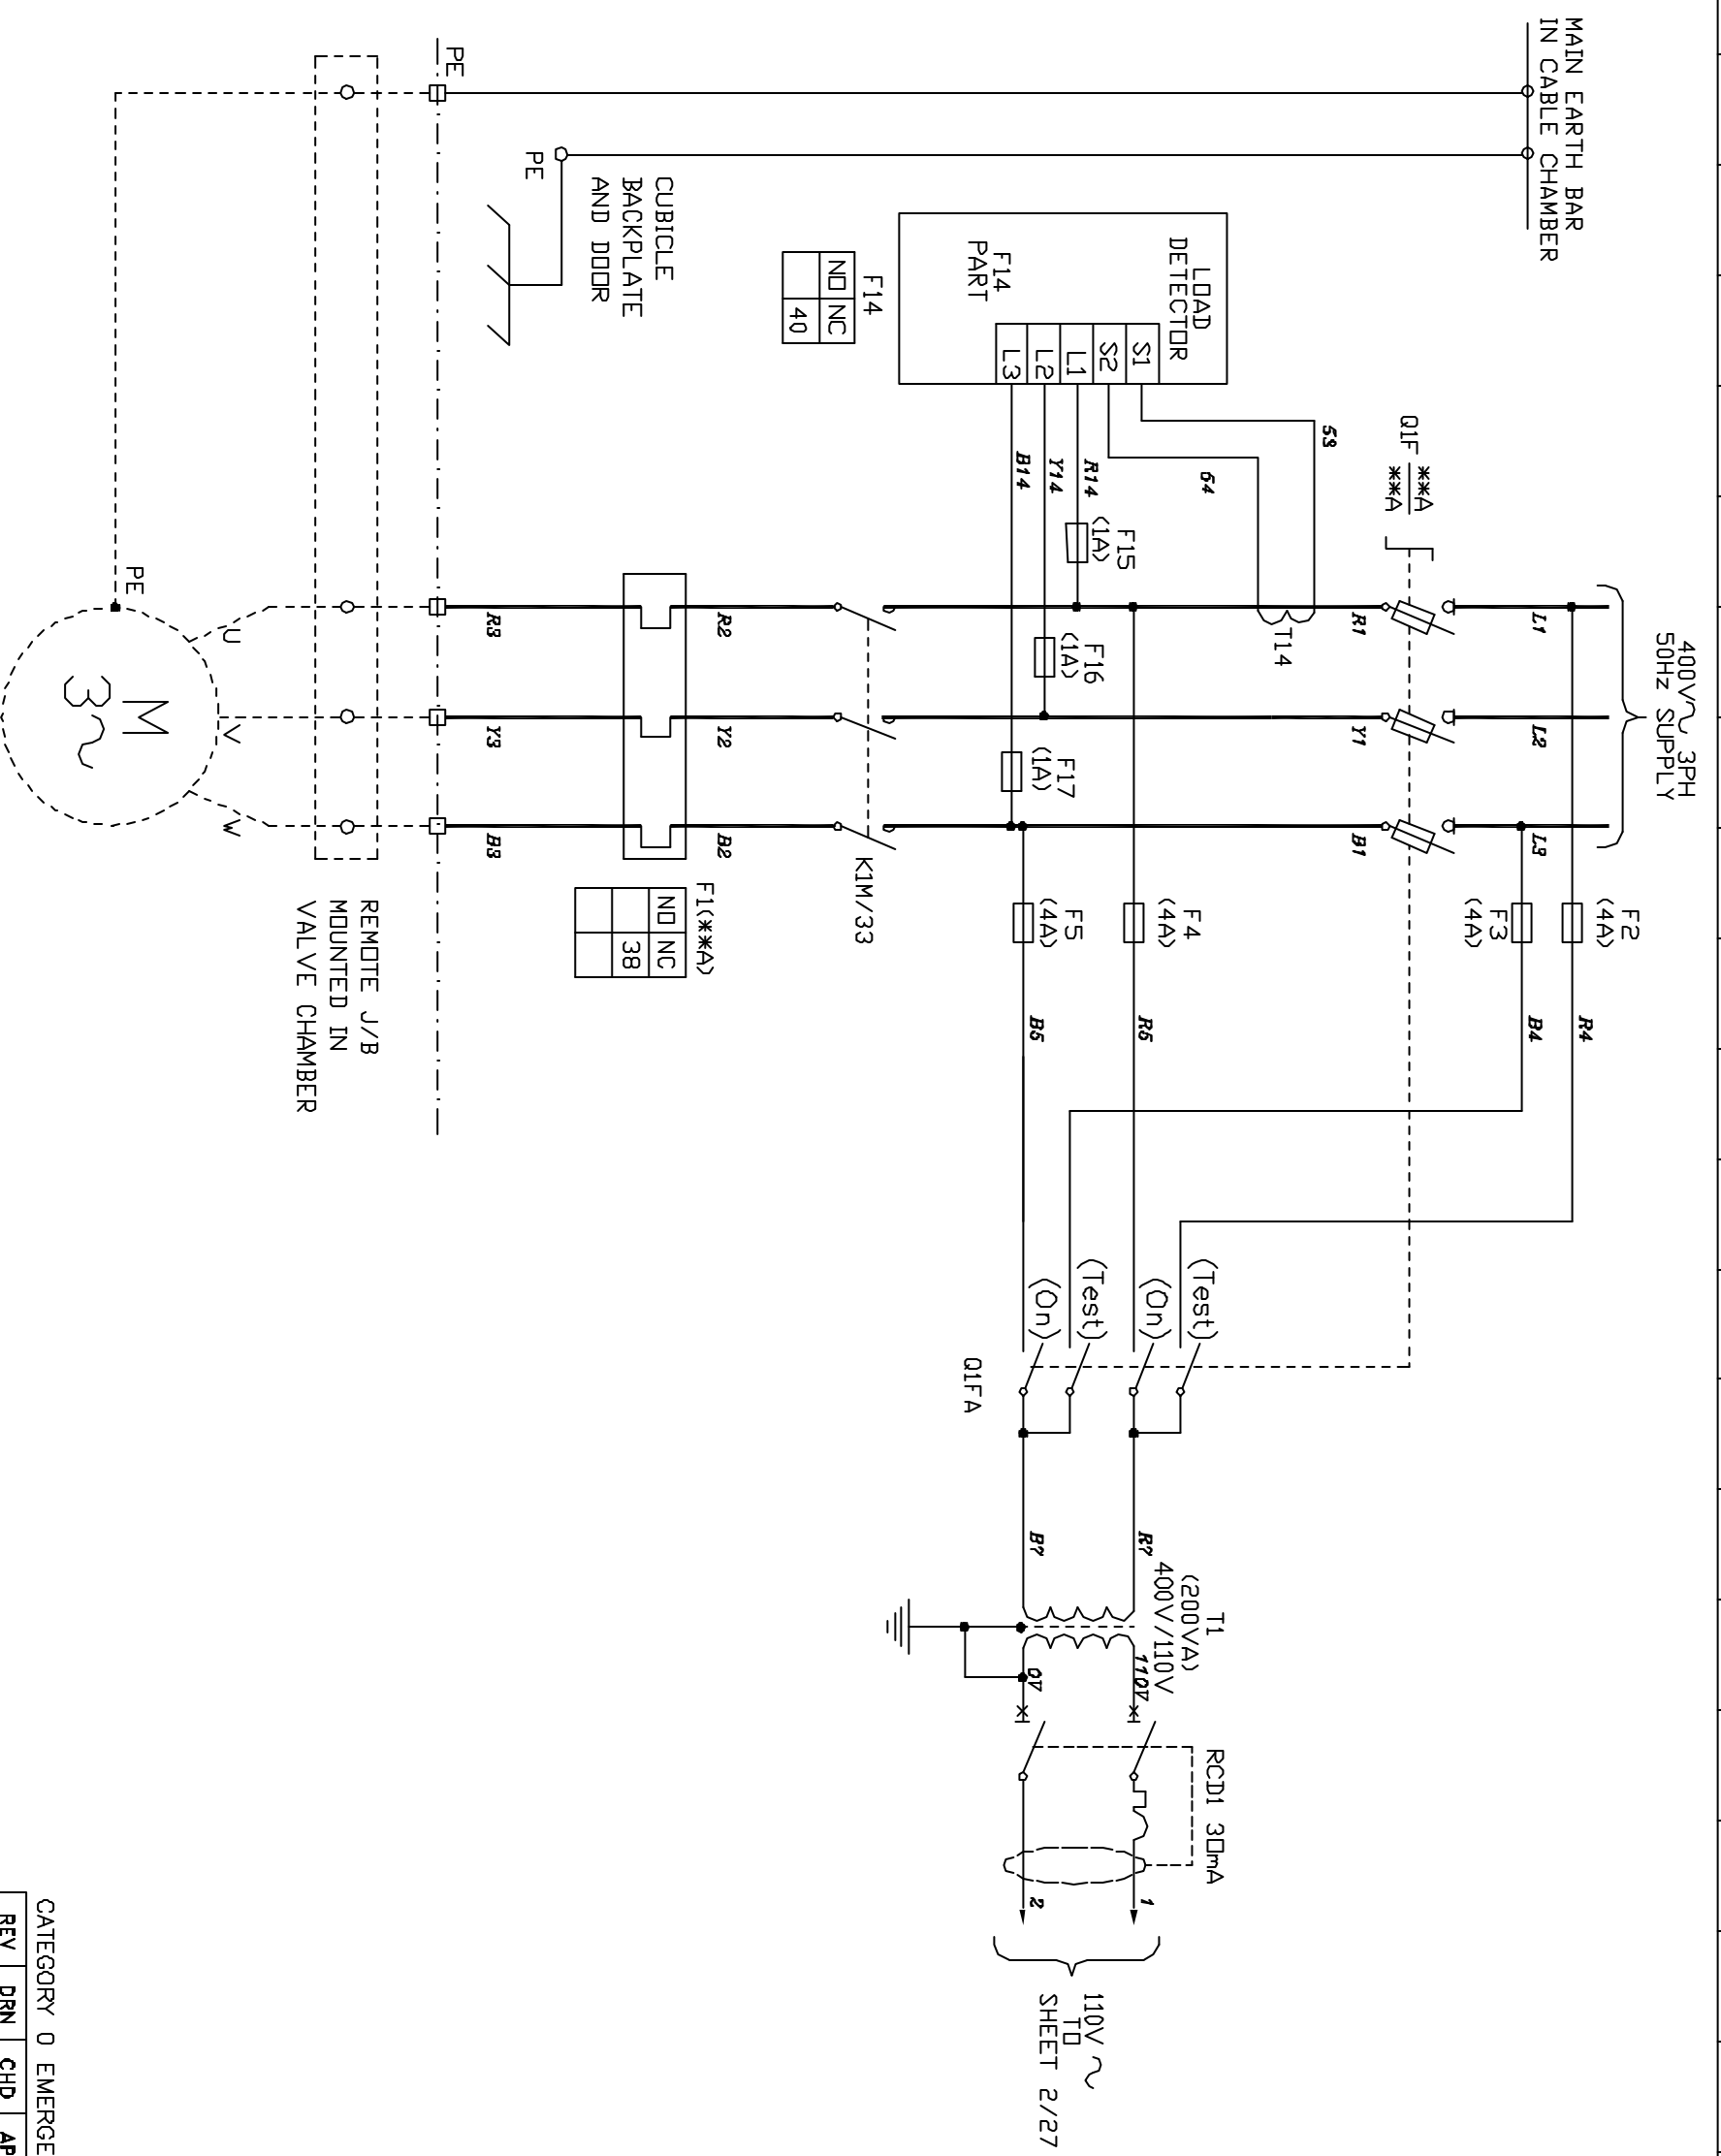 MAIN EARTH BAR
IN CABLE CHAMBER
400V 3PH
50Hz SUPPLY
L1
L2
L3
F2
(4A)
F3
(4A)
R4
B4
Q1F **A
**A
R1
Y1
B1
53
54
T14
LOAD
DETECTOR
F14
PART
S1
S2
L1
L2
L3
R14
Y14
B14
F15
(1A)
F16
(1A)
F17
(1A)
F4
(4A)
F5
(4A)
R5
B5
(Test)
(On)
(Test)
(On)
Q1FA
R7
B7
T1
(200VA)
400V/110V
110V
0V
RCD1 30mA
1
2
110V
TO
SHEET 2/27
F14
NO NC
40
K1M/33
CUBICLE
BACKPLATE
AND DOOR
PE
R2
Y2
B2
F1(**A)
NO NC
38
PE
R3
Y3
B3
REMOTE J/B
MOUNTED IN
VALVE CHAMBER
U
V
W
PE
M
3
CATEGORY 0 EMERGE
REV DRN CHD AP